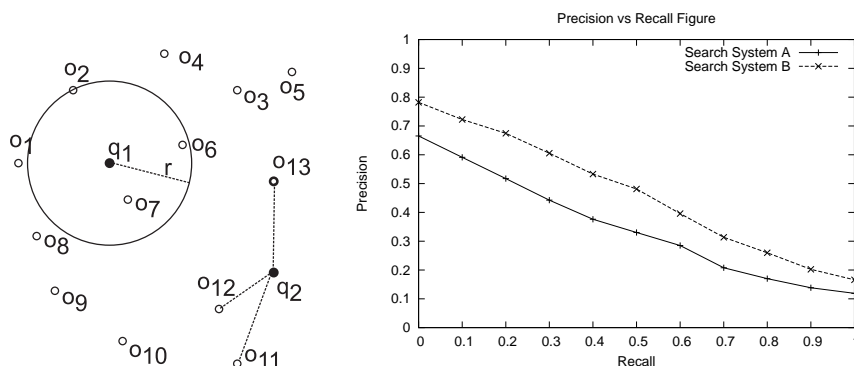 o2
o4
o3
o5
o1
q1
o6
r
o13
o7
o8
o12
q2
o9
o10
o11
Precision vs Recall Figure
Search System A
Search System B
Precision
1
0.9
0.8
0.7
0.6
0.5
0.4
0.3
0.2
0.1
0
0 0.1 0.2 0.3 0.4 0.5 0.6 0.7 0.8 0.9 1
Recall